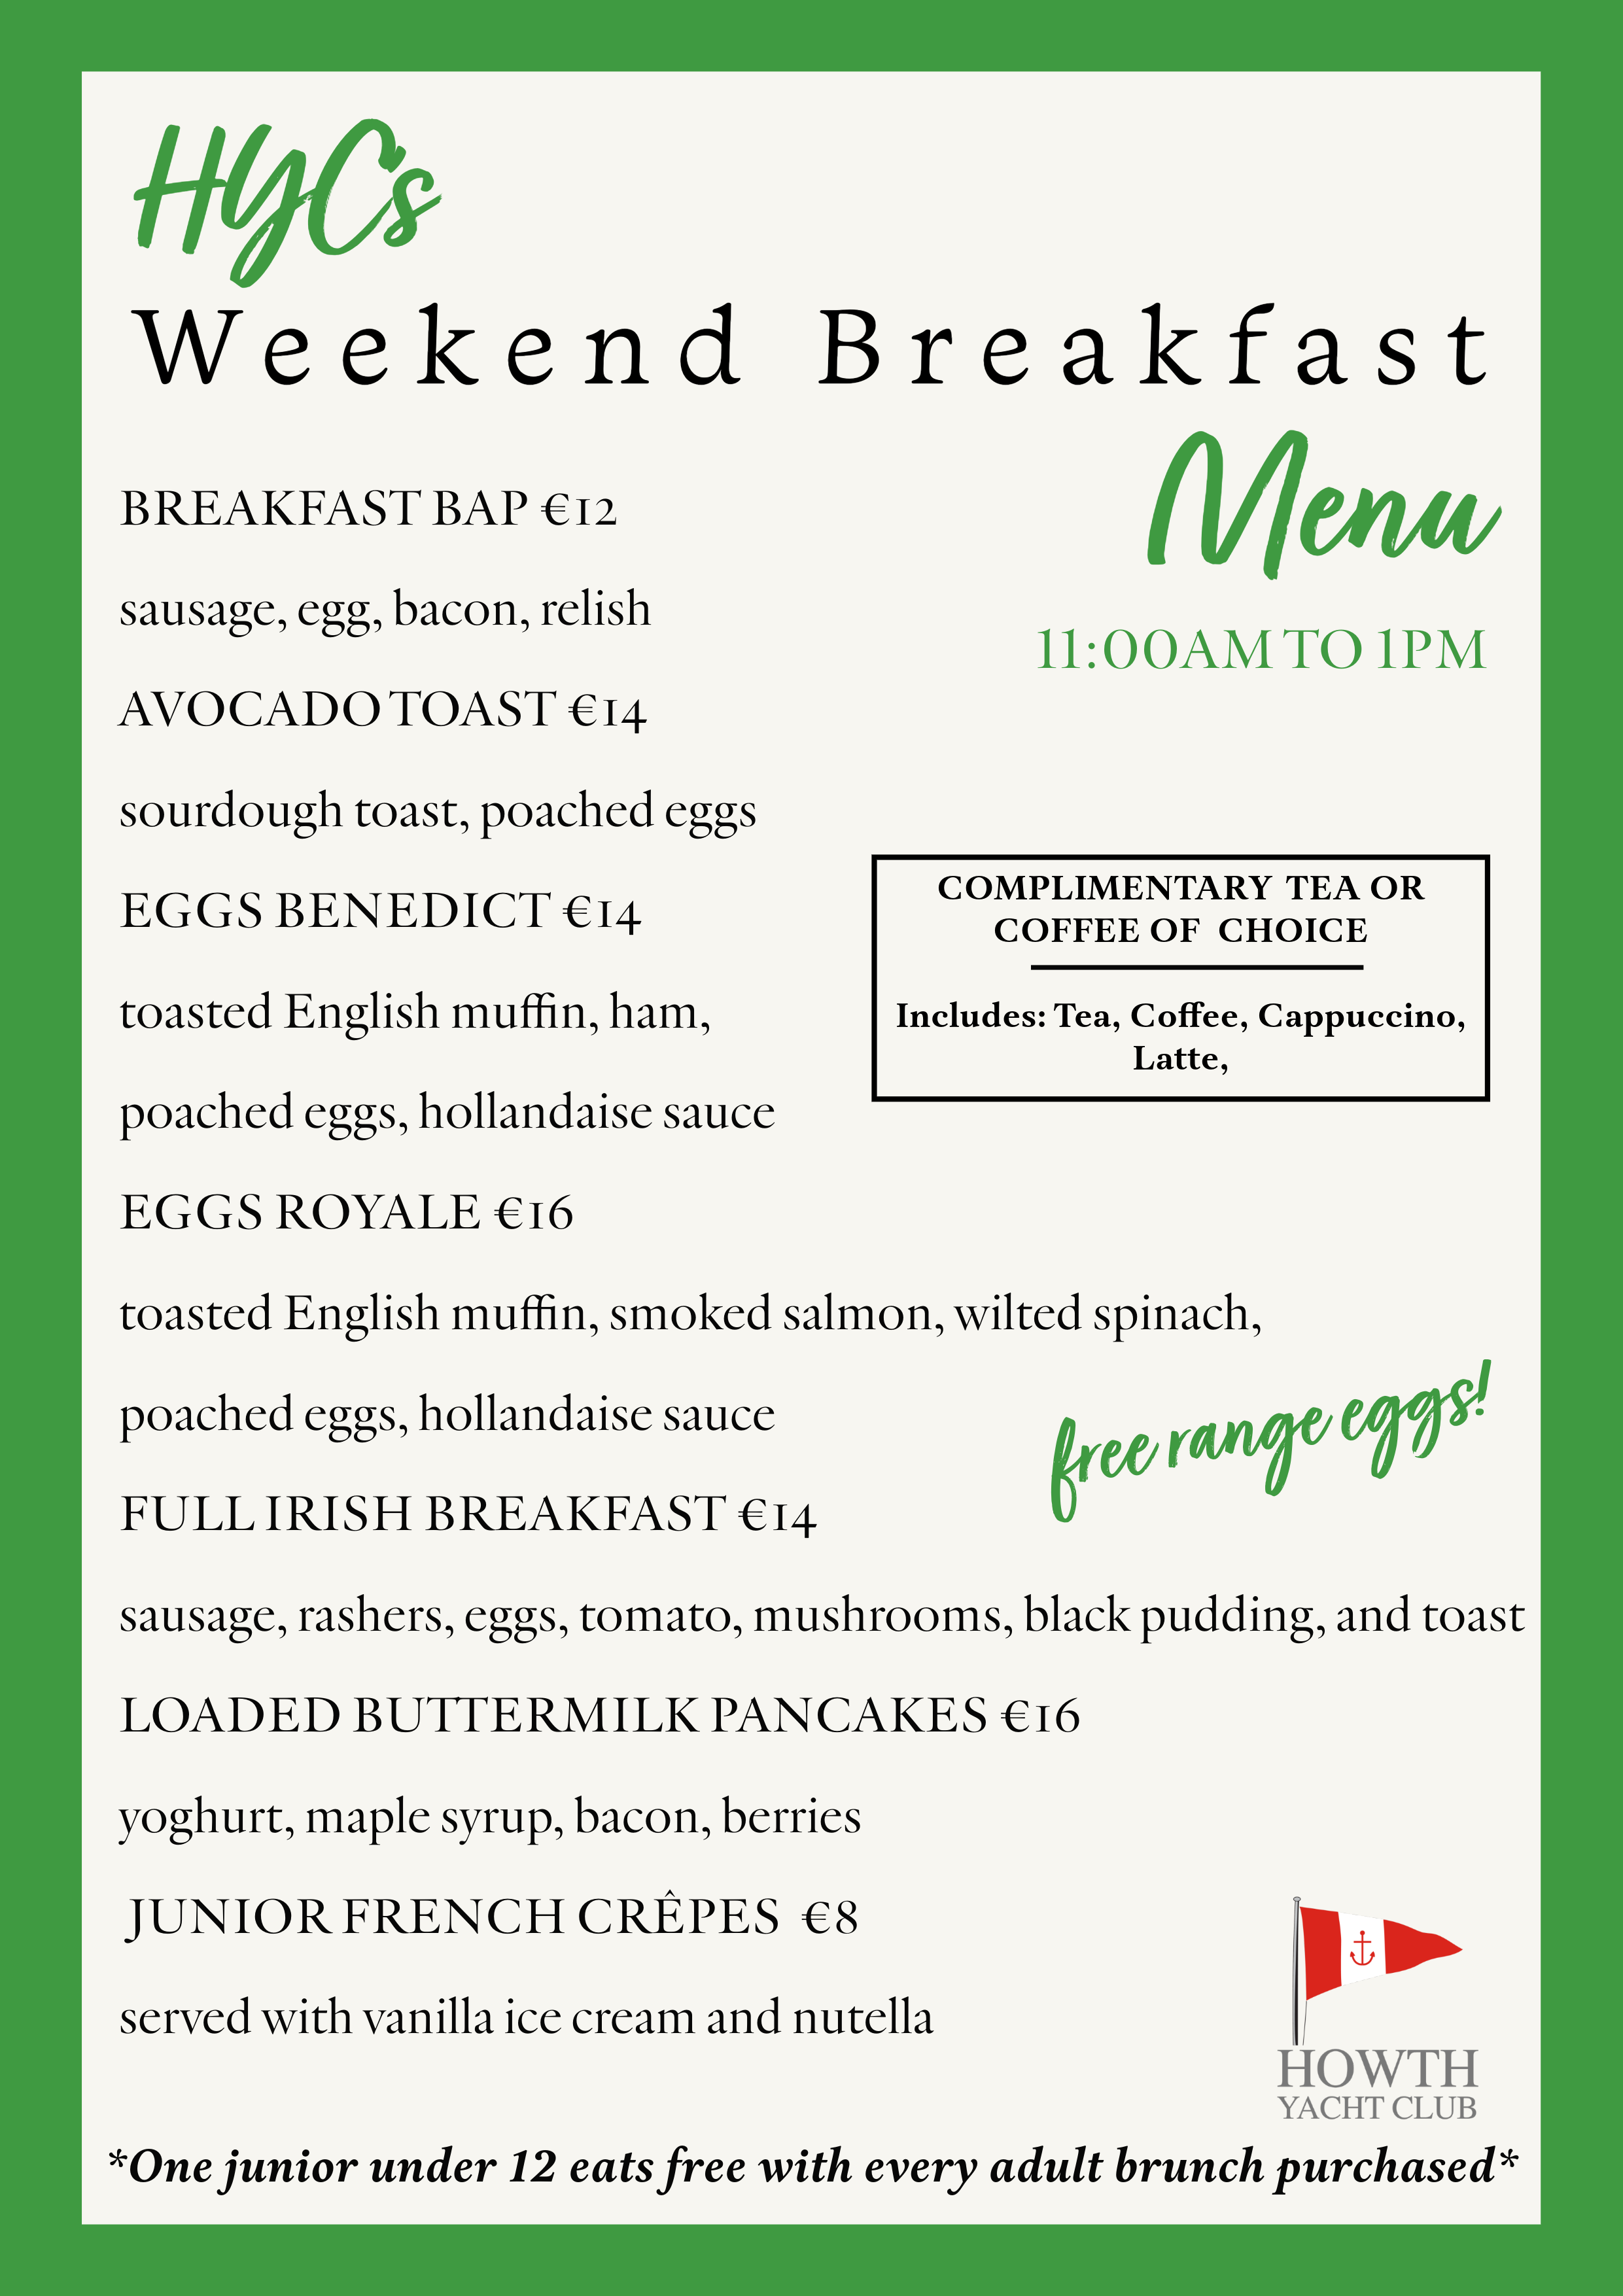 HYCs
Weekend Breakfast
Menu
11:00AM TO 1PM
BREAKFAST BAP €12
sausage, egg, bacon, relish
AVOCADO TOAST €14
sourdough toast, poached eggs
EGGS BENEDICT €14
toasted English muffin, ham,
poached eggs, hollandaise sauce
COMPLIMENTARY TEA OR
COFFEE OF CHOICE
Includes: Tea, Coffee, Cappuccino,
Latte,
EGGS ROYALE €16
toasted English muffin, smoked salmon, wilted spinach,
poached eggs, hollandaise sauce
free range eggs!
FULL IRISH BREAKFAST €14
sausage, rashers, eggs, tomato, mushrooms, black pudding, and toast
LOADED BUTTERMILK PANCAKES €16
yoghurt, maple syrup, bacon, berries
JUNIOR FRENCH CRÊPES €8
served with vanilla ice cream and nutella
HOWTH
YACHT CLUB
*One junior under 12 eats free with every adult brunch purchased*